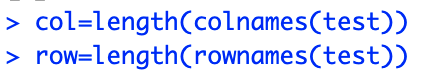 > col=length(colnames(test))
> row=length(rownames(test))